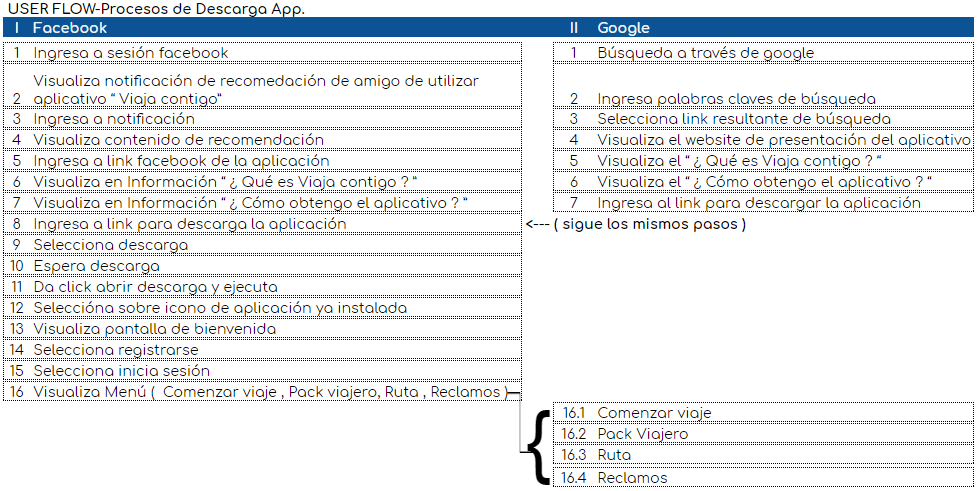 USER FLOW-Procesos de Descarga App.
I Facebook
1 Ingresa a sesión facebook
Visualiza notificación de recomedación de amigo de utilizar
2 aplicativo “ Viaja contigo”
3 Ingresa a notificación
4 Visualiza contenido de recomendación
5 Ingresa a link facebook de la aplicación
6 Visualiza en Información “ ¿ Qué es Viaja contigo ? “
7 Visualiza en Información “ ¿ Cómo obtengo el aplicativo ? ”
8 Ingresa a link para descarga la aplicación
9 Selecciona descarga
10 Espera descarga
11 Da click abrir descarga y ejecuta
12 Seleccióna sobre icono de aplicación ya instalada
13 Visualiza pantalla de bienvenida
14 Selecciona registrarse
15 Selecciona inicia sesión
16 Visualiza Menú ( Comenzar viaje , Pack viajero, Ruta , Reclamos )
II Google
1 Búsqueda a través de google
2 Ingresa palabras claves de búsqueda
3 Selecciona link resultante de búsqueda
4 Visualiza el website de presentación del aplicativo
5 Visualiza el “ ¿ Qué es Viaja contigo ? “
6 Visualiza el “ ¿ Cómo obtengo el aplicativo ? “
7 Ingresa al link para descargar la aplicación
<--- ( sigue los mismos pasos )
16.1 Comenzar viaje
16.2 Pack Viajero
16.3 Ruta
16.4 Reclamos